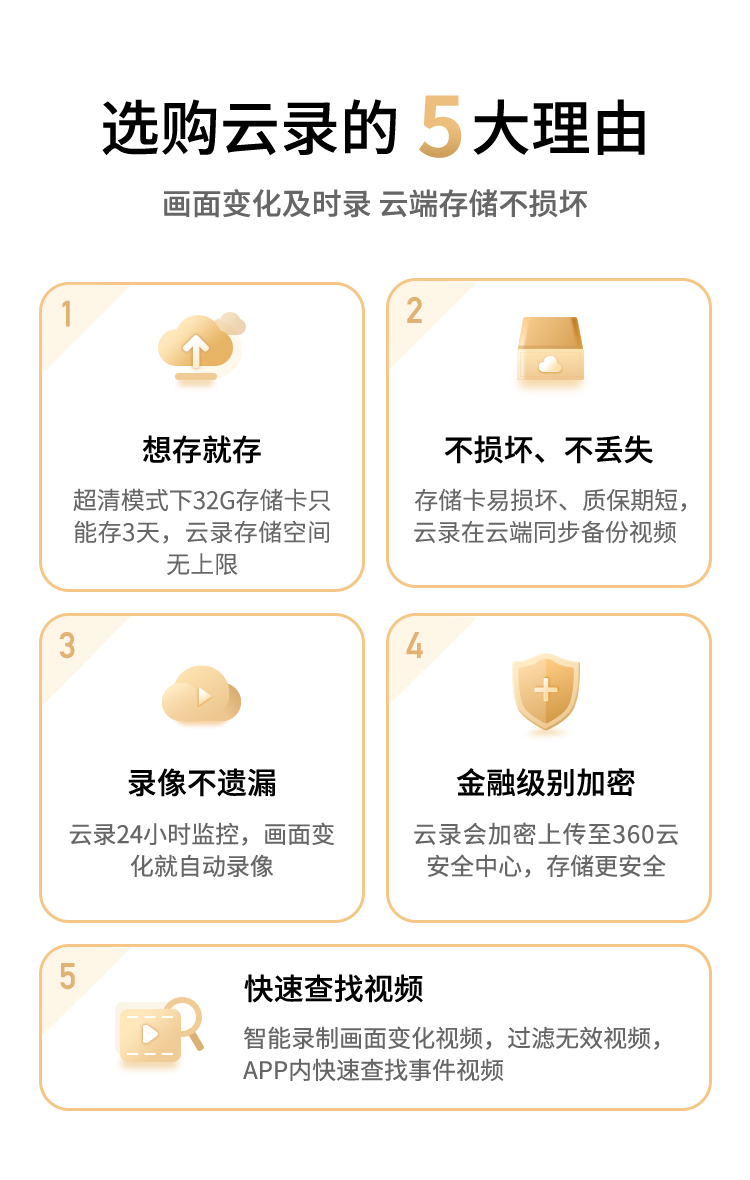 选购云录的5大理由
画面变化及时录 云端存储不损坏
1
想存就存
超清模式下32G存储卡只
能存3天，云录存储空间
无上限
2
不损坏、不丢失
存储卡易损坏、质保期短，
云录在云端同步备份视频
3
录像不遗漏
云录24小时监控，画面变
化就自动录像
4
金融级别加密
云录会加密上传至360云
安全中心，存储更安全
5
快速查找视频
智能录制画面变化视频，过滤无效视频，
APP内快速查找事件视频